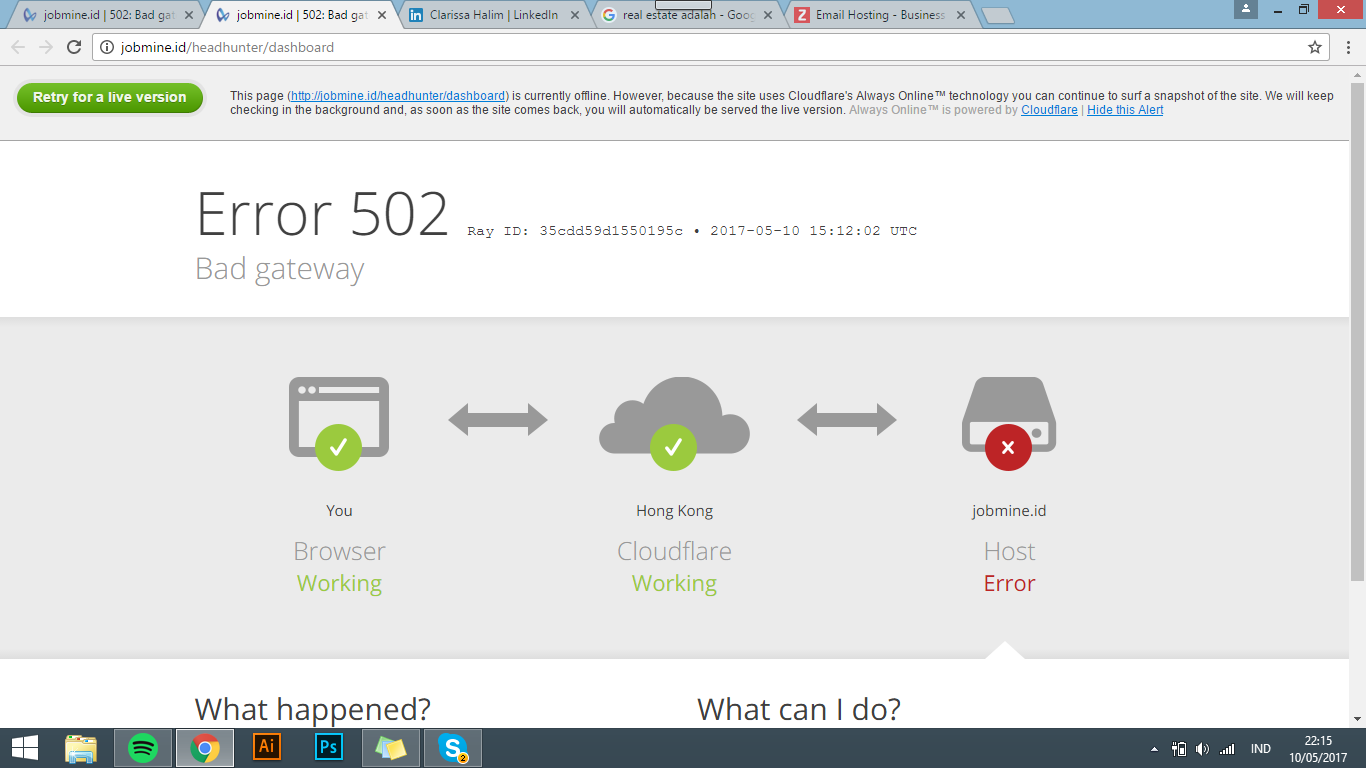 jobmine.id | 502: Bad gat
jobmine.id | 502: Bad gat
Clarissa Halim | LinkedIn
real estate adalah - Goog
Email Hosting - Business
jobmine.id/headhunter/dashboard
Retry for a live version
This page (http://jobmine.id/headhunter/dashboard) is currently offline. However, because the site uses Cloudflare's Always Online™ technology you can continue to surf a snapshot of the site. We will keep
checking in the background and, as soon as the site comes back, you will automatically be served the live version. Always Online™ is powered by Cloudflare | Hide this Alert
Error 502 Ray ID: 35cdd59d1550195c • 2017-05-10 15:12:02 UTC
Bad gateway
You
Hong Kong
jobmine.id
Browser
Cloudflare
Host
Working
Working
Error
What happened?
What can I do?
Ai
Ps
2
IND
22:15
10/05/2017